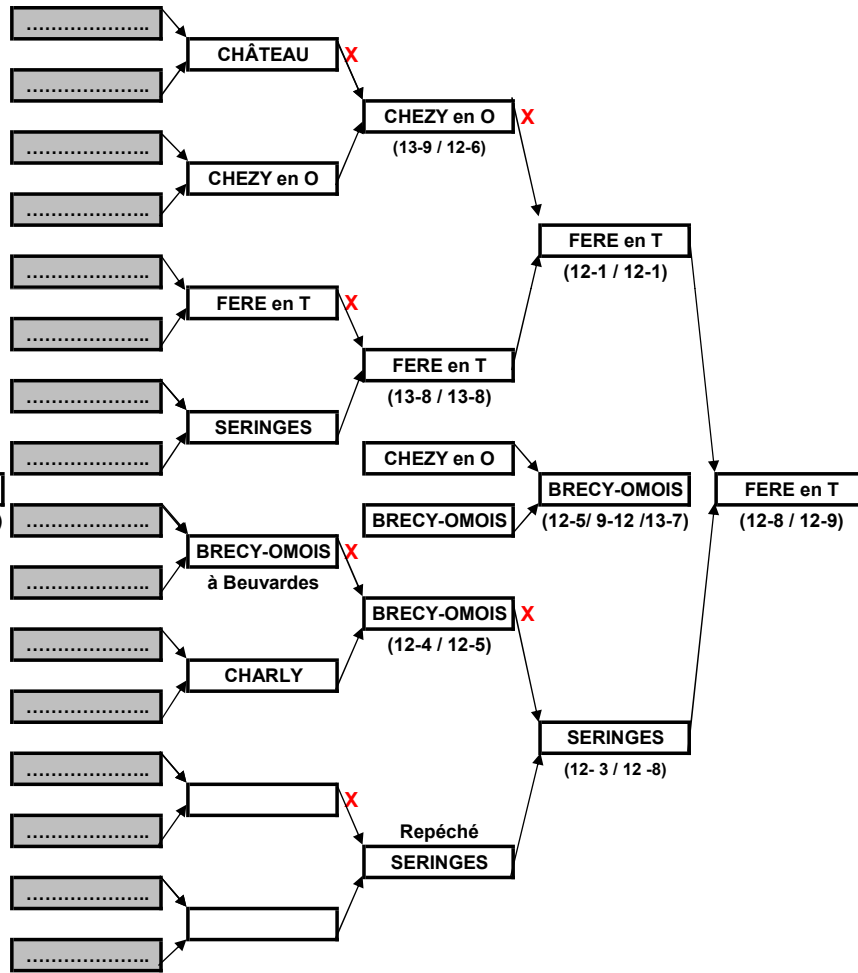 ………………..
CHÂTEAU X
………………..
CHEZY en O X
(13-9 / 12-6)
………………..
CHEZY en O
………………..
FERE en T
(12-1 / 12-1)
………………..
FERE en T X
………………..
FERE en T
(13-8 / 13-8)
………………..
SERINGES
………………..
CHEZY en O
BRECY-OMOIS
(12-5/ 9-12 /13-7)
FERE en T
(12-8 / 12-9)
………………..
BRECY-OMOIS
BRECY-OMOIS X
à Beuvardes
………………..
BRECY-OMOIS X
(12-4 / 12-5)
………………..
CHARLY
………………..
SERINGES
(12- 3 / 12 -8)
………………..
X
………………..
Repéché
SERINGES
………………..
………………..